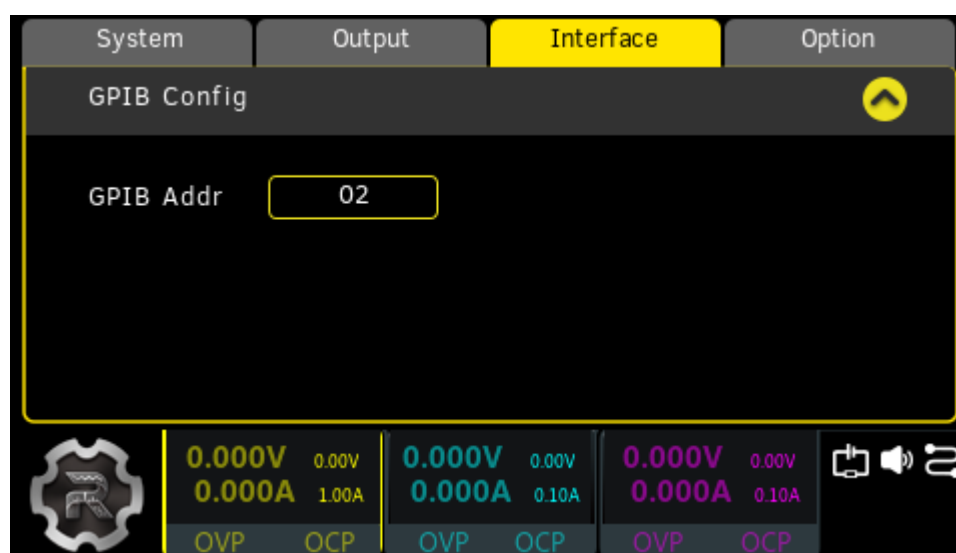 System Output Interface Option
GPIB Config
GPIB Addr 02
0.000V 0.00V 0.000V 0.00V 0.000V 0.00V
0.000A 1.00A 0.000A 0.10A 0.000A 0.10A
OVP OCP OVP OCP OVP OCP